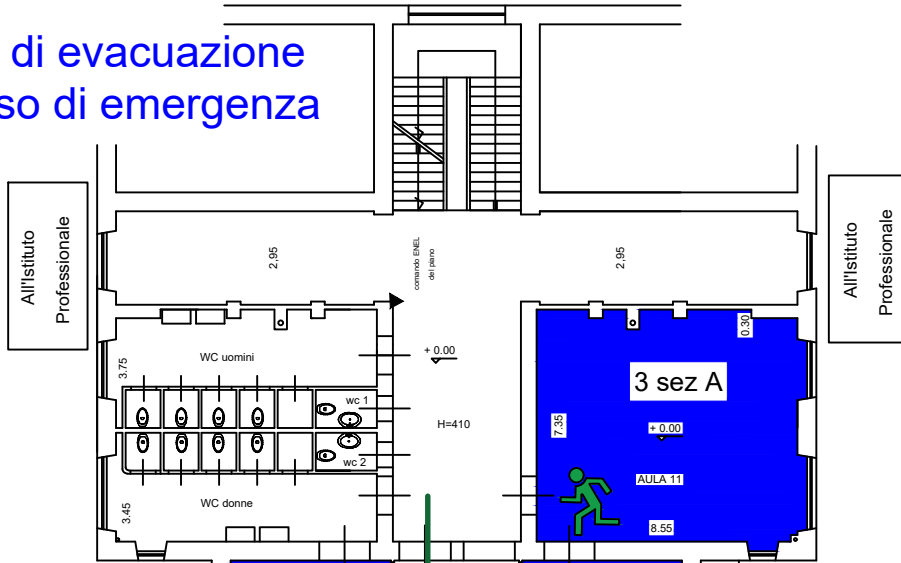 di evacuazione
so di emergenza
All'Istituto
Professionale
2,95
comando ENEL
del piano
2,95
All'Istituto
Professionale
WC uomini
3.75
+ 0.00
0.30
3 sez A
wc 1
H=410
7.35
+ 0.00
wc 2
AULA 11
WC donne
3.45
8.55